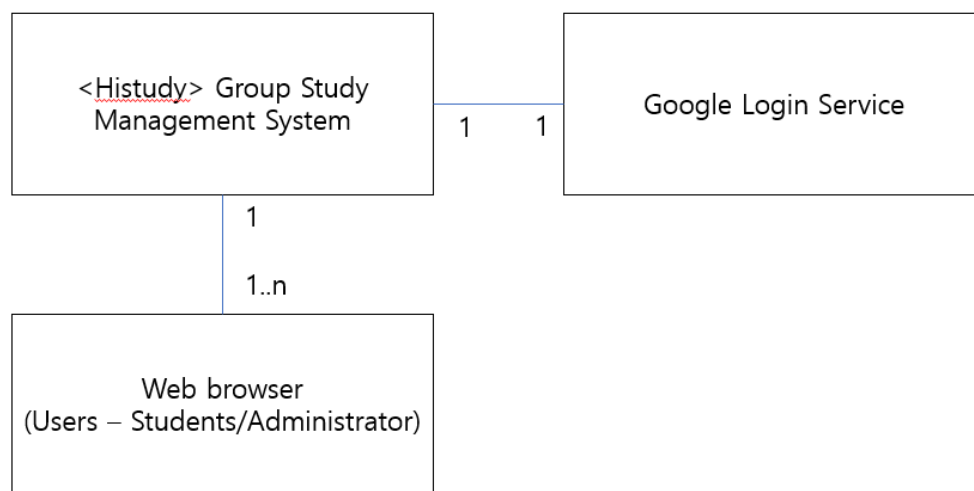 <Histudy> Group Study
Management System
Google Login Service
1
1
1
1..n
Web browser
(Users – Students/Administrator)